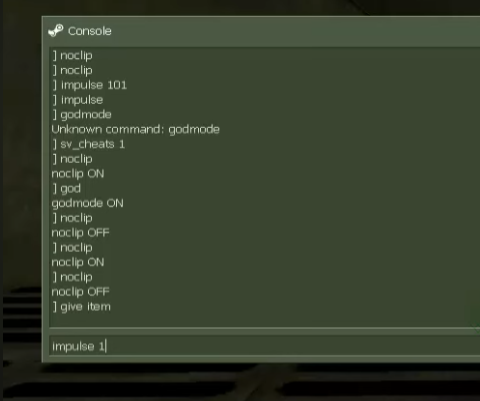 Console
] noclip
] noclip
] impulse 101
] impulse
] godmode
Unknown command: godmode
] sv_cheats 1
] noclip
noclip ON
] god
godmode ON
] noclip
noclip OFF
] noclip
noclip ON
] noclip
noclip OFF
] give item
impulse 1